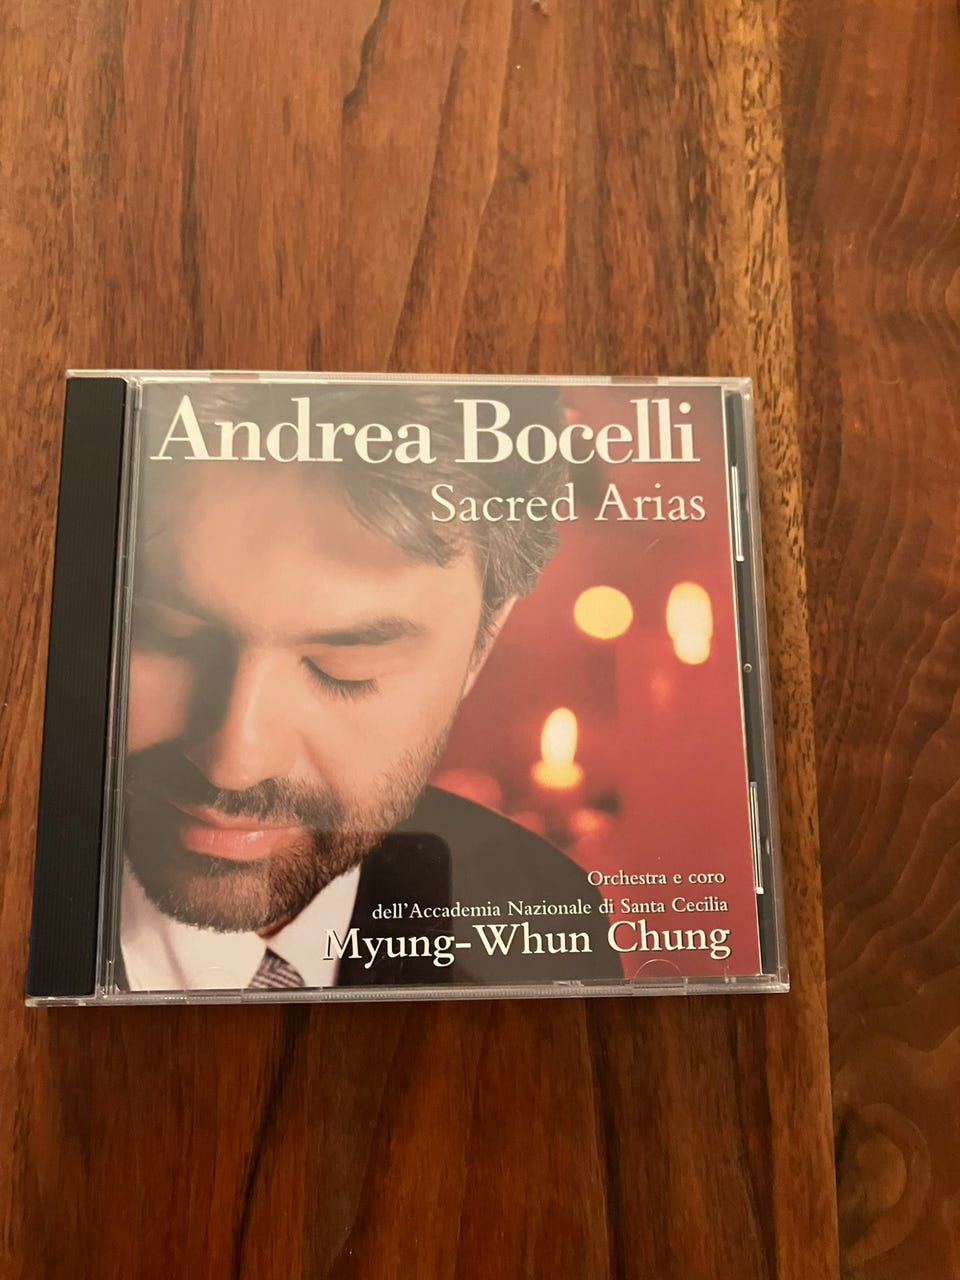 Andrea Bocelli
Sacred Arias
Orchestra e coro
dell'Accademia Nazionale di Santa Cecilia
Myung-Whun Chung